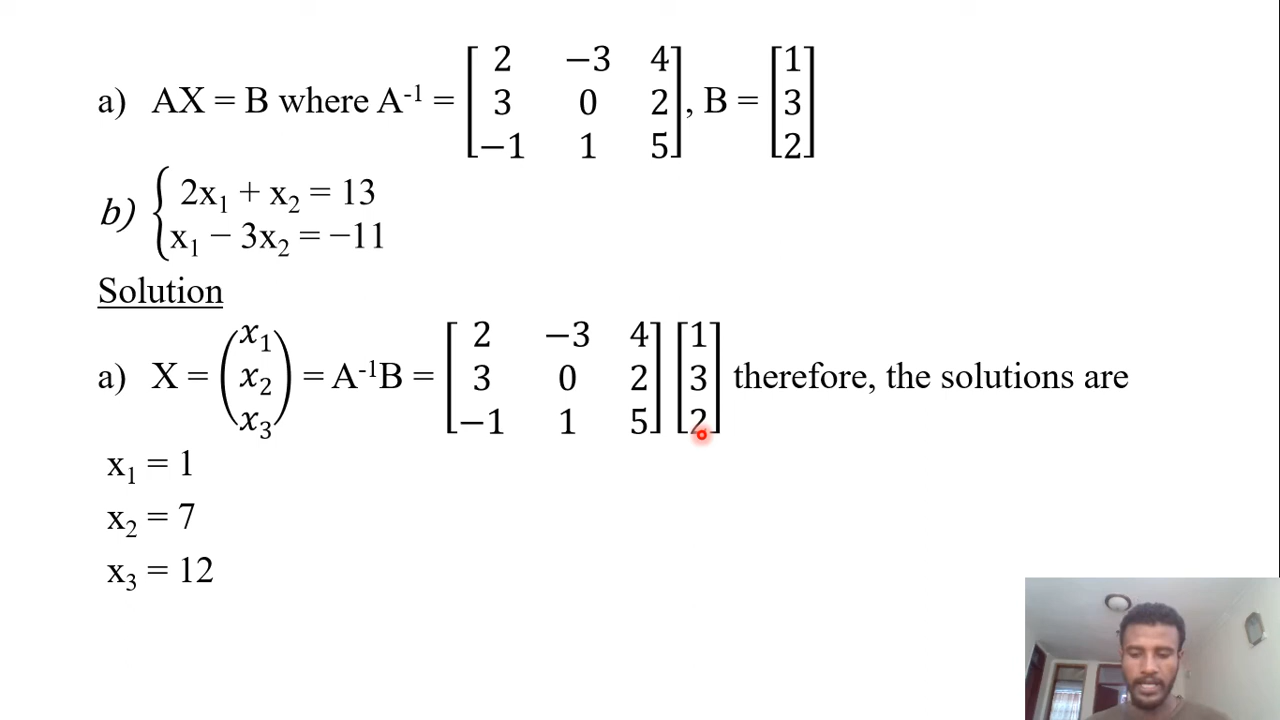 a) AX = B where A⁻¹ = [2 −3 4; 3 0 2; −1 1 5], B = [1; 3; 2]
b) { 2x₁ + x₂ = 13
x₁ − 3x₂ = −11
Solution
a) X = (x₁; x₂; x₃) = A⁻¹B = [2 −3 4; 3 0 2; −1 1 5] [1; 3; 2] therefore, the solutions are
x₁ = 1
x₂ = 7
x₃ = 12